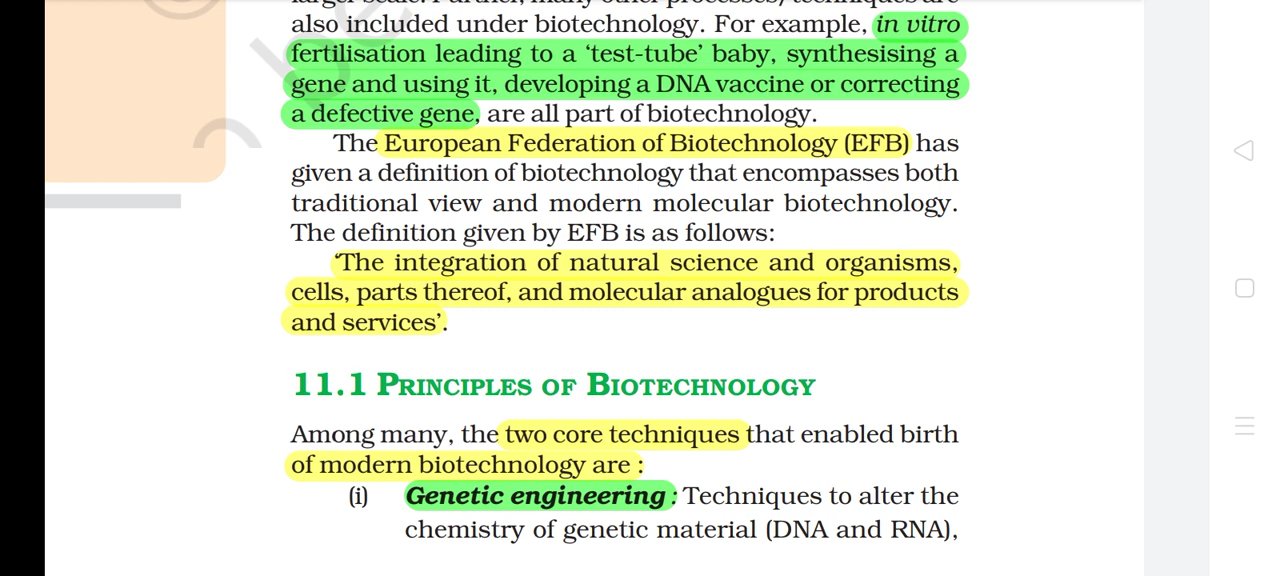 also included under biotechnology. For example, in vitro
fertilisation leading to a ‘test-tube’ baby, synthesising a
gene and using it, developing a DNA vaccine or correcting
a defective gene, are all part of biotechnology.
The European Federation of Biotechnology (EFB) has
given a definition of biotechnology that encompasses both
traditional view and modern molecular biotechnology.
The definition given by EFB is as follows:
‘The integration of natural science and organisms,
cells, parts thereof, and molecular analogues for products
and services’.
11.1 PRINCIPLES OF BIOTECHNOLOGY
Among many, the two core techniques that enabled birth
of modern biotechnology are :
(i) Genetic engineering : Techniques to alter the
chemistry of genetic material (DNA and RNA),